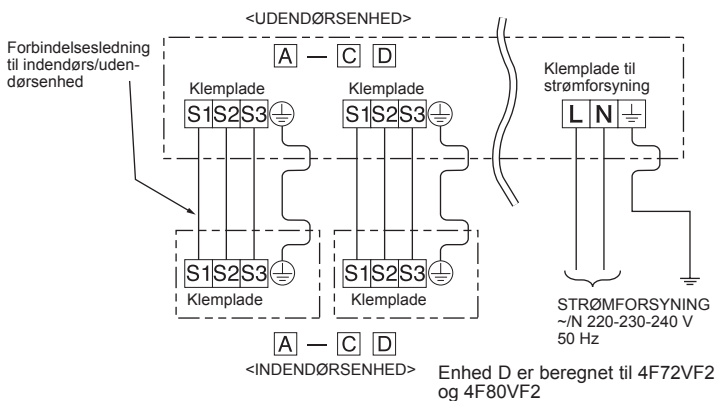 <UDENDØRSENHED>
Forbindelsesledning
til indendørs/uden-
dørsenhed
A — C D
Klemplade
Klemplade
Klemplade til
strømforsyning
S1 S2 S3
S1 S2 S3
L N
S1 S2 S3
S1 S2 S3
Klemplade
Klemplade
STRØMFORSYNING
~/N 220-230-240 V
50 Hz
A — C D
<INDENDØRSENHED>
Enhed D er beregnet til 4F72VF2
og 4F80VF2